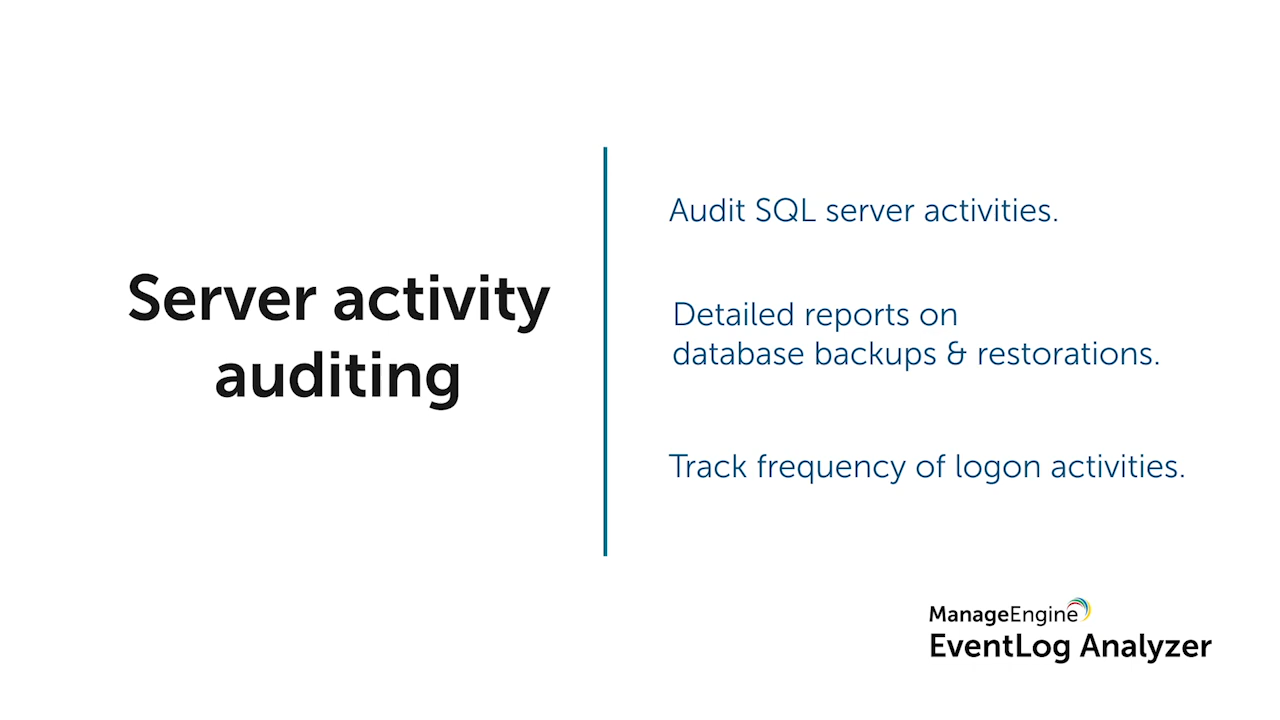 Server activity
auditing
Audit SQL server activities.
Detailed reports on
database backups & restorations.
Track frequency of logon activities.
ManageEngine
EventLog Analyzer